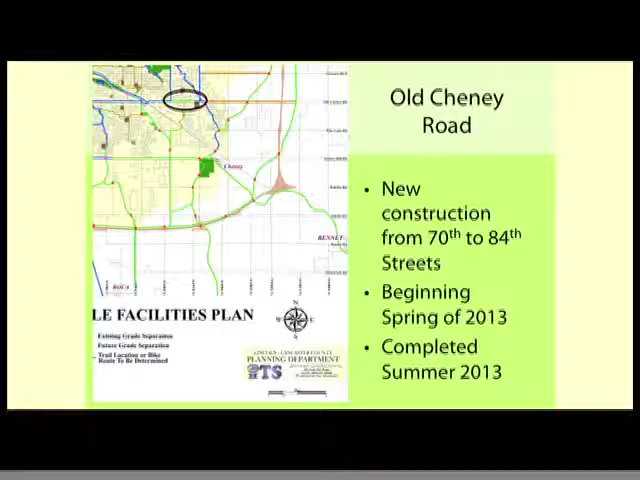 Old Cheney
Road
• New
construction
from 70th to 84th
Streets
• Beginning
Spring of 2013
• Completed
Summer 2013
Cheney
BENNET
ROCA
LE FACILITIES PLAN
N
W E
S
Existing Grade Separation
Future Grade Separation
Trail Location or Bike
Route To Be Determined
PLANNING DEPARTMENT